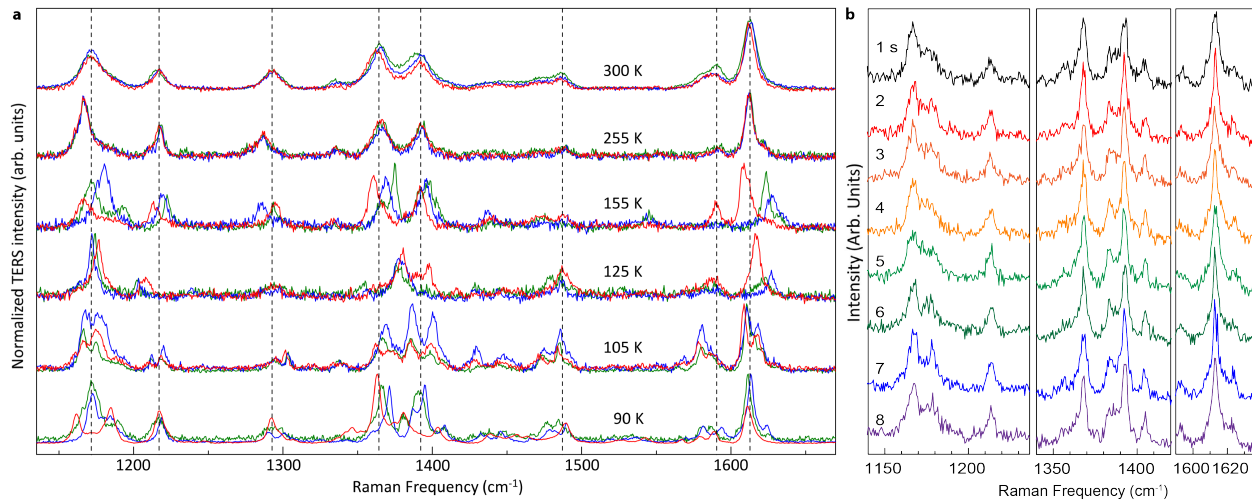 a
Normalized TERS intensity (arb. units)
300 K
255 K
155 K
125 K
105 K
90 K
1200
1300
1400
1500
1600
Raman Frequency (cm⁻¹)
b
Intensity (Arb. Units)
1 s
2
3
4
5
6
7
8
1140
1200
1350
1400
1600
1620
Raman Frequency (cm⁻¹)